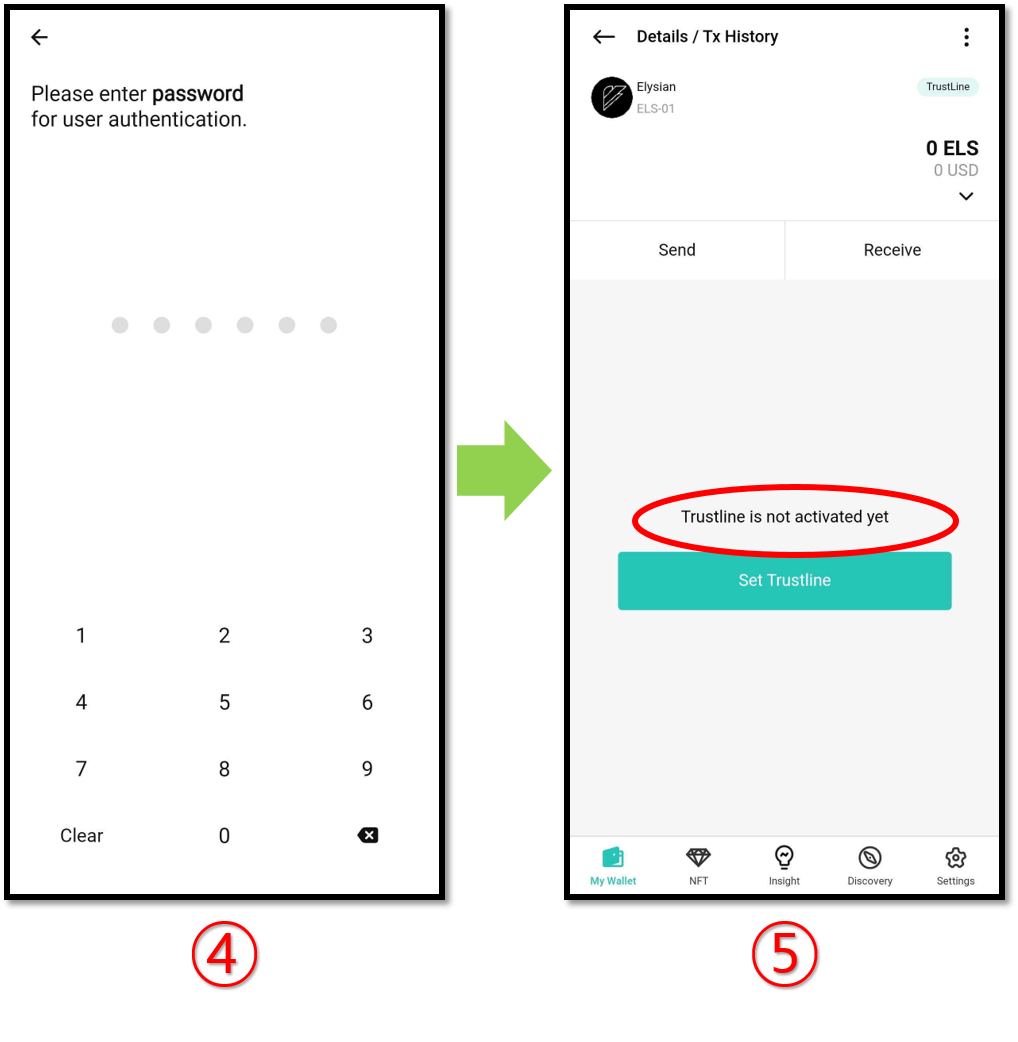 Please enter password
for user authentication.
1 2 3
4 5 6
7 8 9
Clear 0
④
Details / Tx History
Elysian
TrustLine
ELS-01
0 ELS
0 USD
Send Receive
Trustline is not activated yet
Set Trustline
My Wallet NFT Insight Discovery Settings
⑤